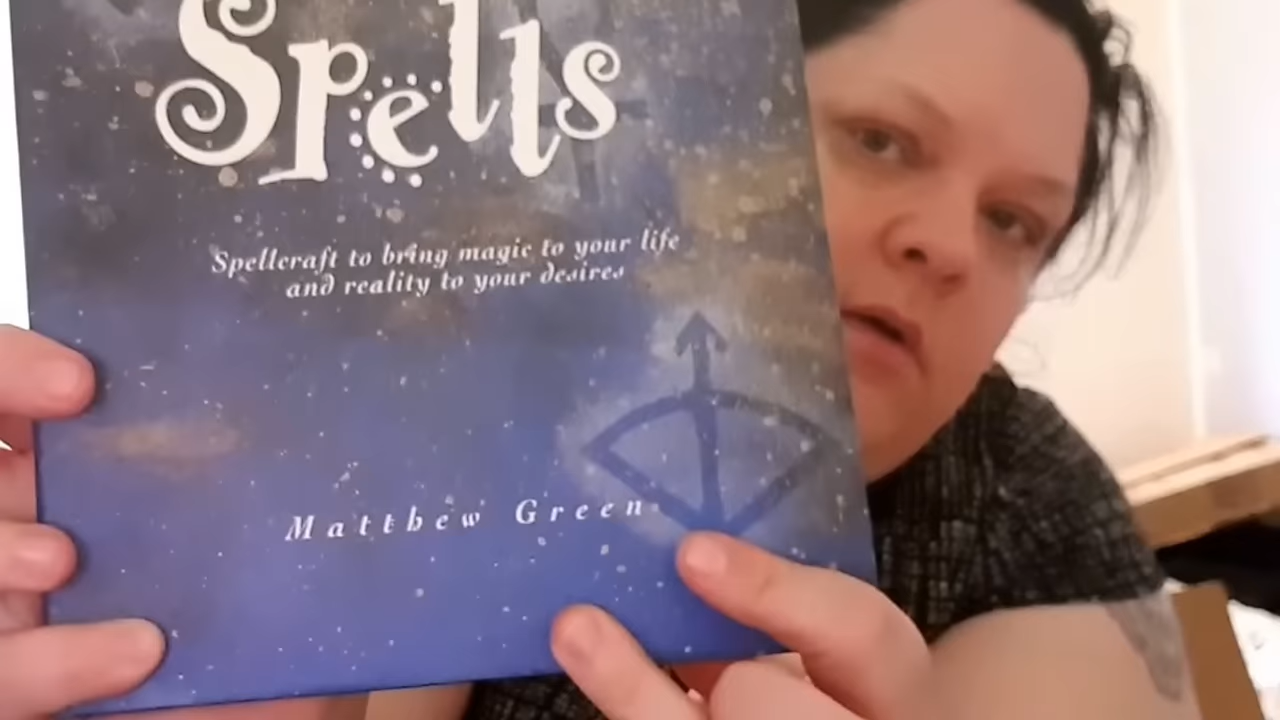 Spells
Spellcraft to bring magic to your life
and reality to your desires
Matthew Green